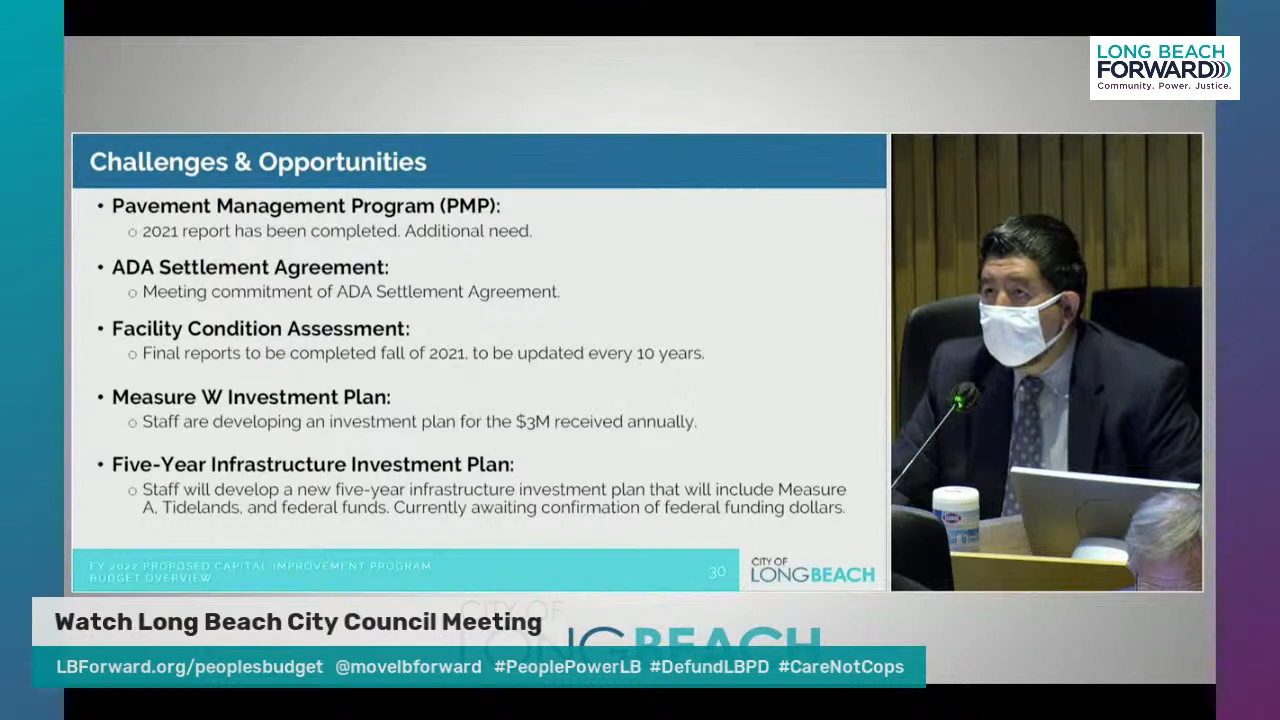 LONG BEACH
FORWARD
Community. Power. Justice.
Challenges & Opportunities
• Pavement Management Program (PMP):
○ 2021 report has been completed. Additional need.
• ADA Settlement Agreement:
○ Meeting commitment of ADA Settlement Agreement.
• Facility Condition Assessment:
○ Final reports to be completed fall of 2021, to be updated every 10 years.
• Measure W Investment Plan:
○ Staff are developing an investment plan for the $3M received annually.
• Five-Year Infrastructure Investment Plan:
○ Staff will develop a new five-year infrastructure investment plan that will include Measure
A, Tidelands, and federal funds. Currently awaiting confirmation of federal funding dollars.
FY 2022 PROPOSED CAPITAL IMPROVEMENT PROGRAM
BUDGET OVERVIEW
30
CITY OF
LONGBEACH
CITY OF
LONGBEACH
Watch Long Beach City Council Meeting
LBForward.org/peoplesbudget @movelbforward #PeoplePowerLB #DefundLBPD #CareNotCops